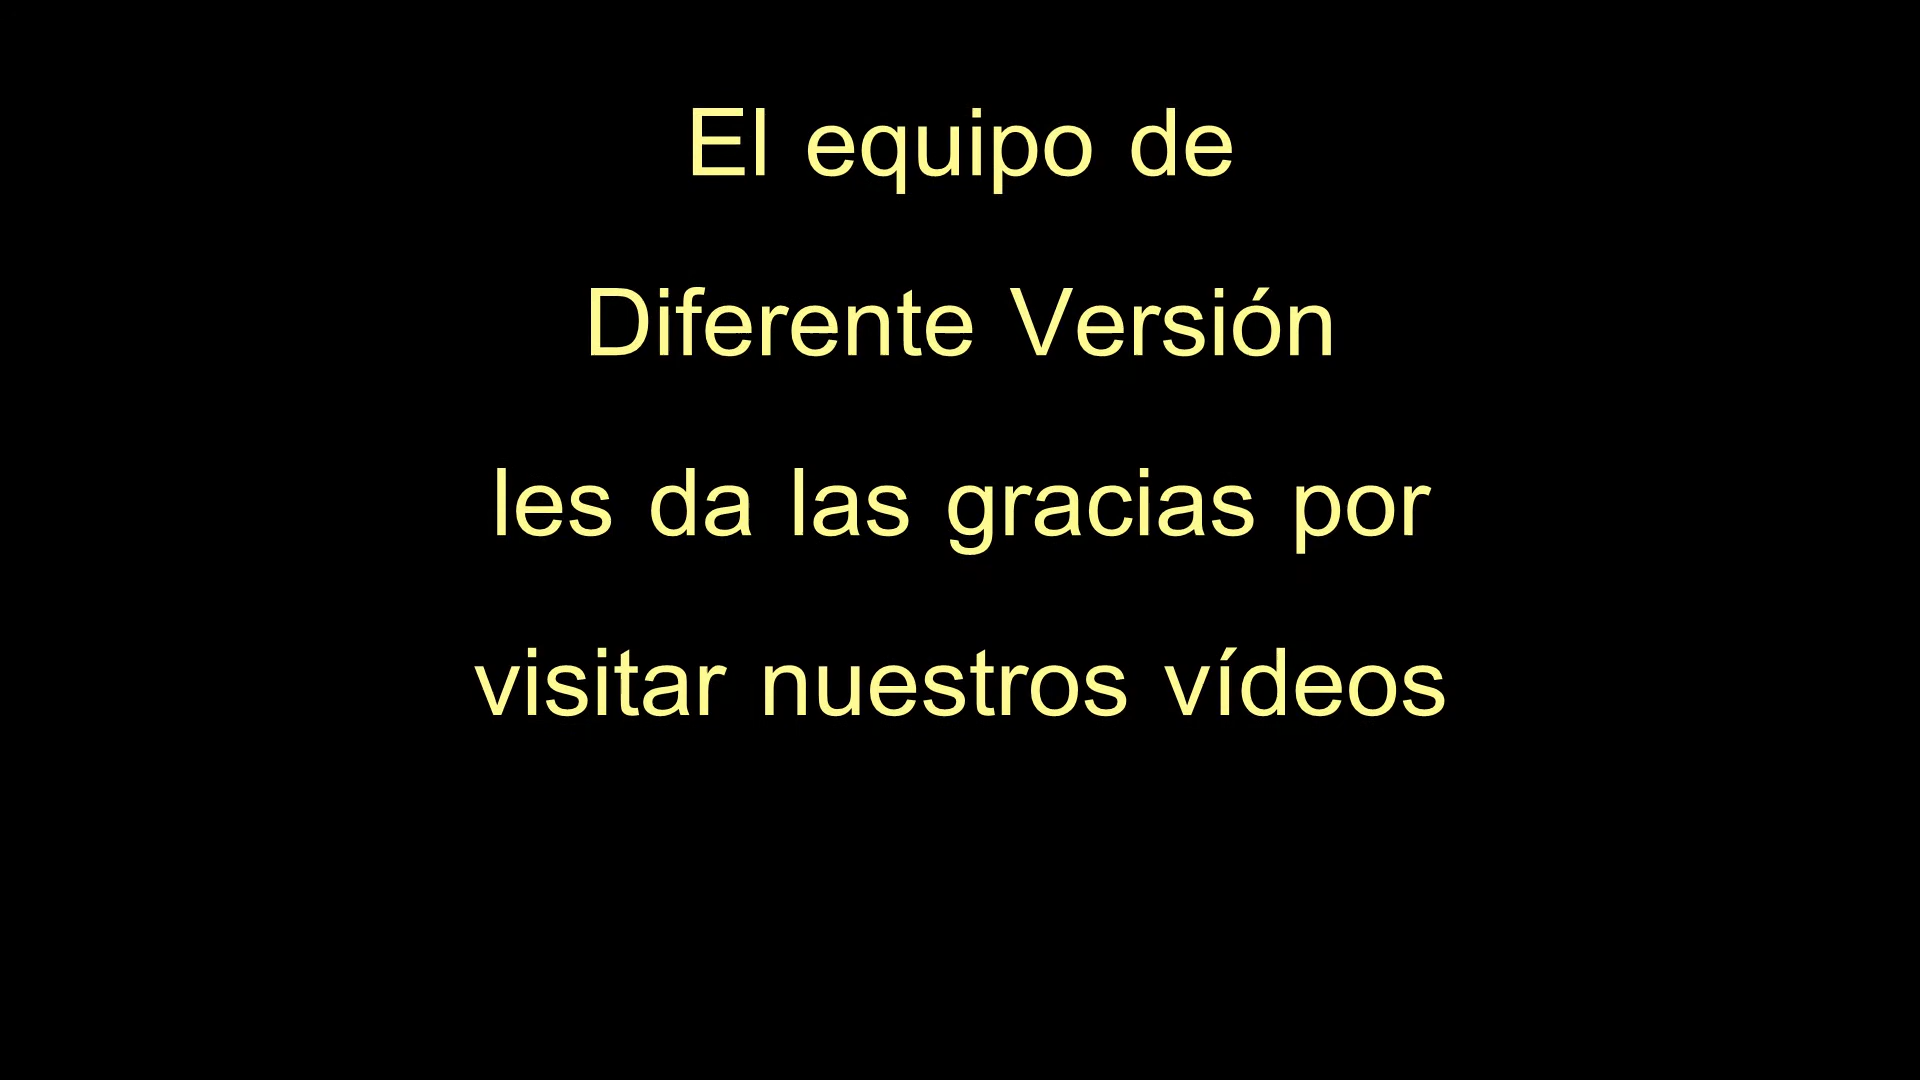 El equipo de
Diferente Versión
les da las gracias por
visitar nuestros vídeos